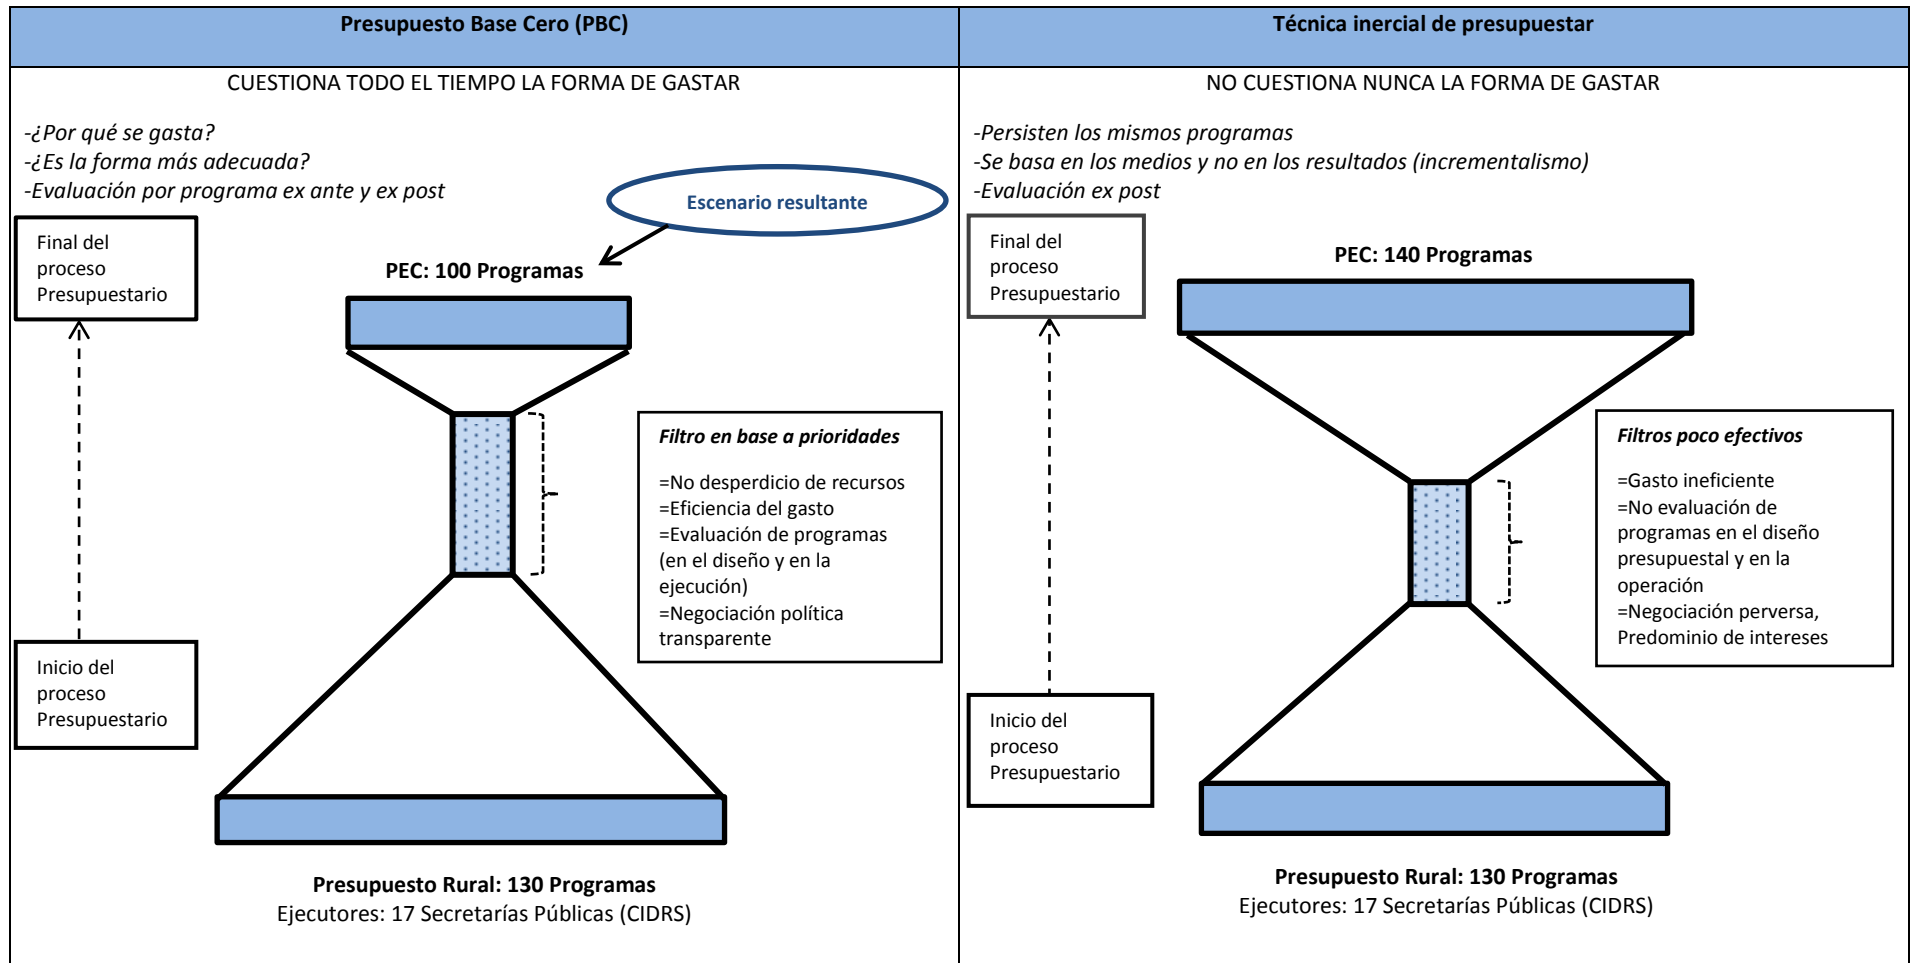 Presupuesto Base Cero (PBC)
CUESTIONA TODO EL TIEMPO LA FORMA DE GASTAR
-¿Por qué se gasta?
-¿Es la forma más adecuada?
-Evaluación por programa ex ante y ex post
Escenario resultante
Final del
proceso
Presupuestario
PEC: 100 Programas
Filtro en base a prioridades
=No desperdicio de recursos
=Eficiencia del gasto
=Evaluación de programas
(en el diseño y en la
ejecución)
=Negociación política
transparente
Inicio del
proceso
Presupuestario
Presupuesto Rural: 130 Programas
Ejecutores: 17 Secretarías Públicas (CIDRS)
Técnica inercial de presupuestar
NO CUESTIONA NUNCA LA FORMA DE GASTAR
-Persisten los mismos programas
-Se basa en los medios y no en los resultados (incrementalismo)
-Evaluación ex post
Final del
proceso
Presupuestario
PEC: 140 Programas
Filtros poco efectivos
=Gasto ineficiente
=No evaluación de
programas en el diseño
presupuestal y en la
operación
=Negociación perversa,
Predominio de intereses
Inicio del
proceso
Presupuestario
Presupuesto Rural: 130 Programas
Ejecutores: 17 Secretarías Públicas (CIDRS)